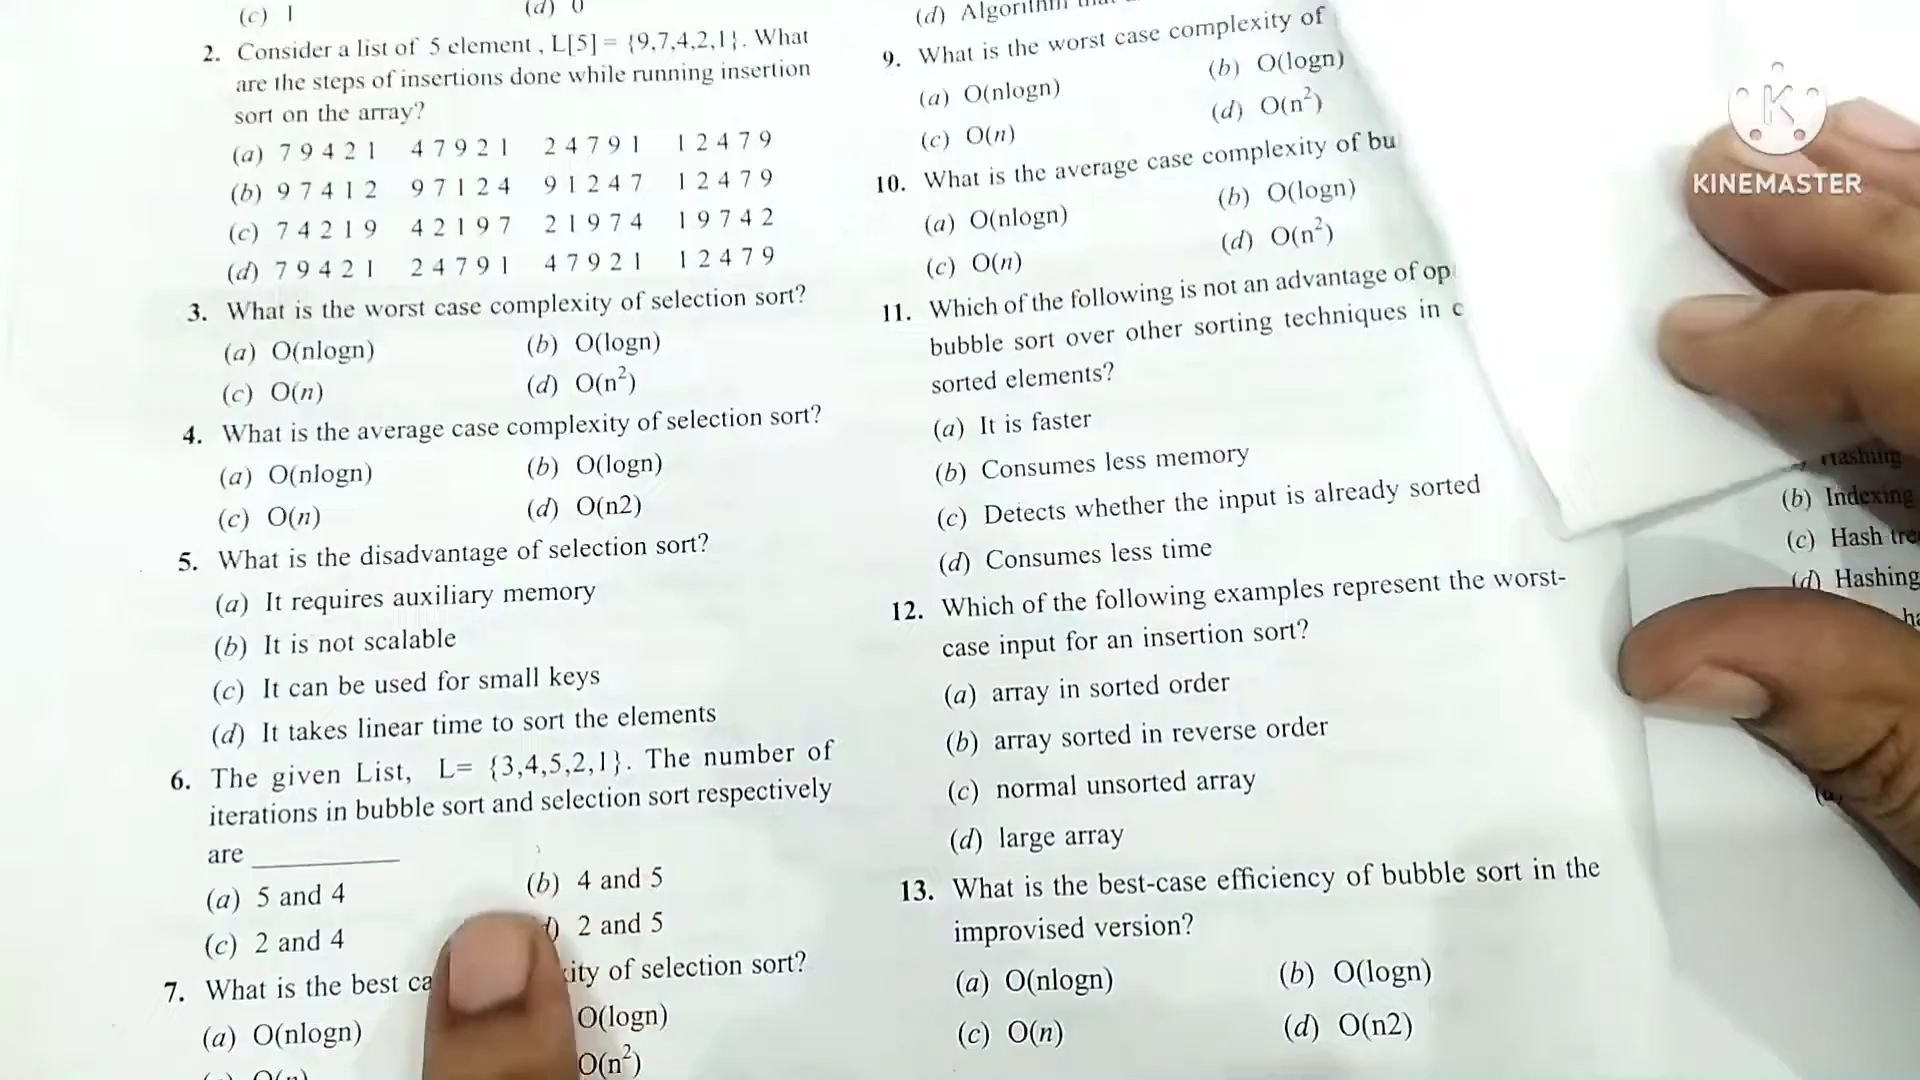 (c) 1
(d) 0
2. Consider a list of 5 element , L[5] = {9,7,4,2,1}. What
are the steps of insertions done while running insertion
sort on the array?
(a) 7 9 4 2 1 4 7 9 2 1 2 4 7 9 1 1 2 4 7 9
(b) 9 7 4 1 2 9 7 1 2 4 9 1 2 4 7 1 2 4 7 9
(c) 7 4 2 1 9 4 2 1 9 7 2 1 9 7 4 1 9 7 4 2
(d) 7 9 4 2 1 2 4 7 9 1 4 7 9 2 1 1 2 4 7 9
3. What is the worst case complexity of selection sort?
(a) O(nlogn) (b) O(logn)
(c) O(n) (d) O(n²)
4. What is the average case complexity of selection sort?
(a) O(nlogn) (b) O(logn)
(c) O(n) (d) O(n2)
5. What is the disadvantage of selection sort?
(a) It requires auxiliary memory
(b) It is not scalable
(c) It can be used for small keys
(d) It takes linear time to sort the elements
6. The given List, L= {3,4,5,2,1}. The number of
iterations in bubble sort and selection sort respectively
are ___________
(a) 5 and 4 (b) 4 and 5
(c) 2 and 4 2 and 5
7. What is the best of selection sort?
(a) O(nlogn) O(logn)
O(n) O(n²)
(d) Algorithm
9. What is the worst case complexity of
(a) O(nlogn) (b) O(logn)
(c) O(n) (d) O(n²)
10. What is the average case complexity of bu
(a) O(nlogn) (b) O(logn)
(c) O(n) (d) O(n²)
11. Which of the following is not an advantage of op
bubble sort over other sorting techniques in c
sorted elements?
(a) It is faster
(b) Consumes less memory
(c) Detects whether the input is already sorted
(d) Consumes less time
12. Which of the following examples represent the worst-
case input for an insertion sort?
(a) array in sorted order
(b) array sorted in reverse order
(c) normal unsorted array
(d) large array
13. What is the best-case efficiency of bubble sort in the
improvised version?
(a) O(nlogn) (b) O(logn)
(c) O(n) (d) O(n2)
(b) Indexing
(c) Hash tre
(d) Hashing
KINEMASTER